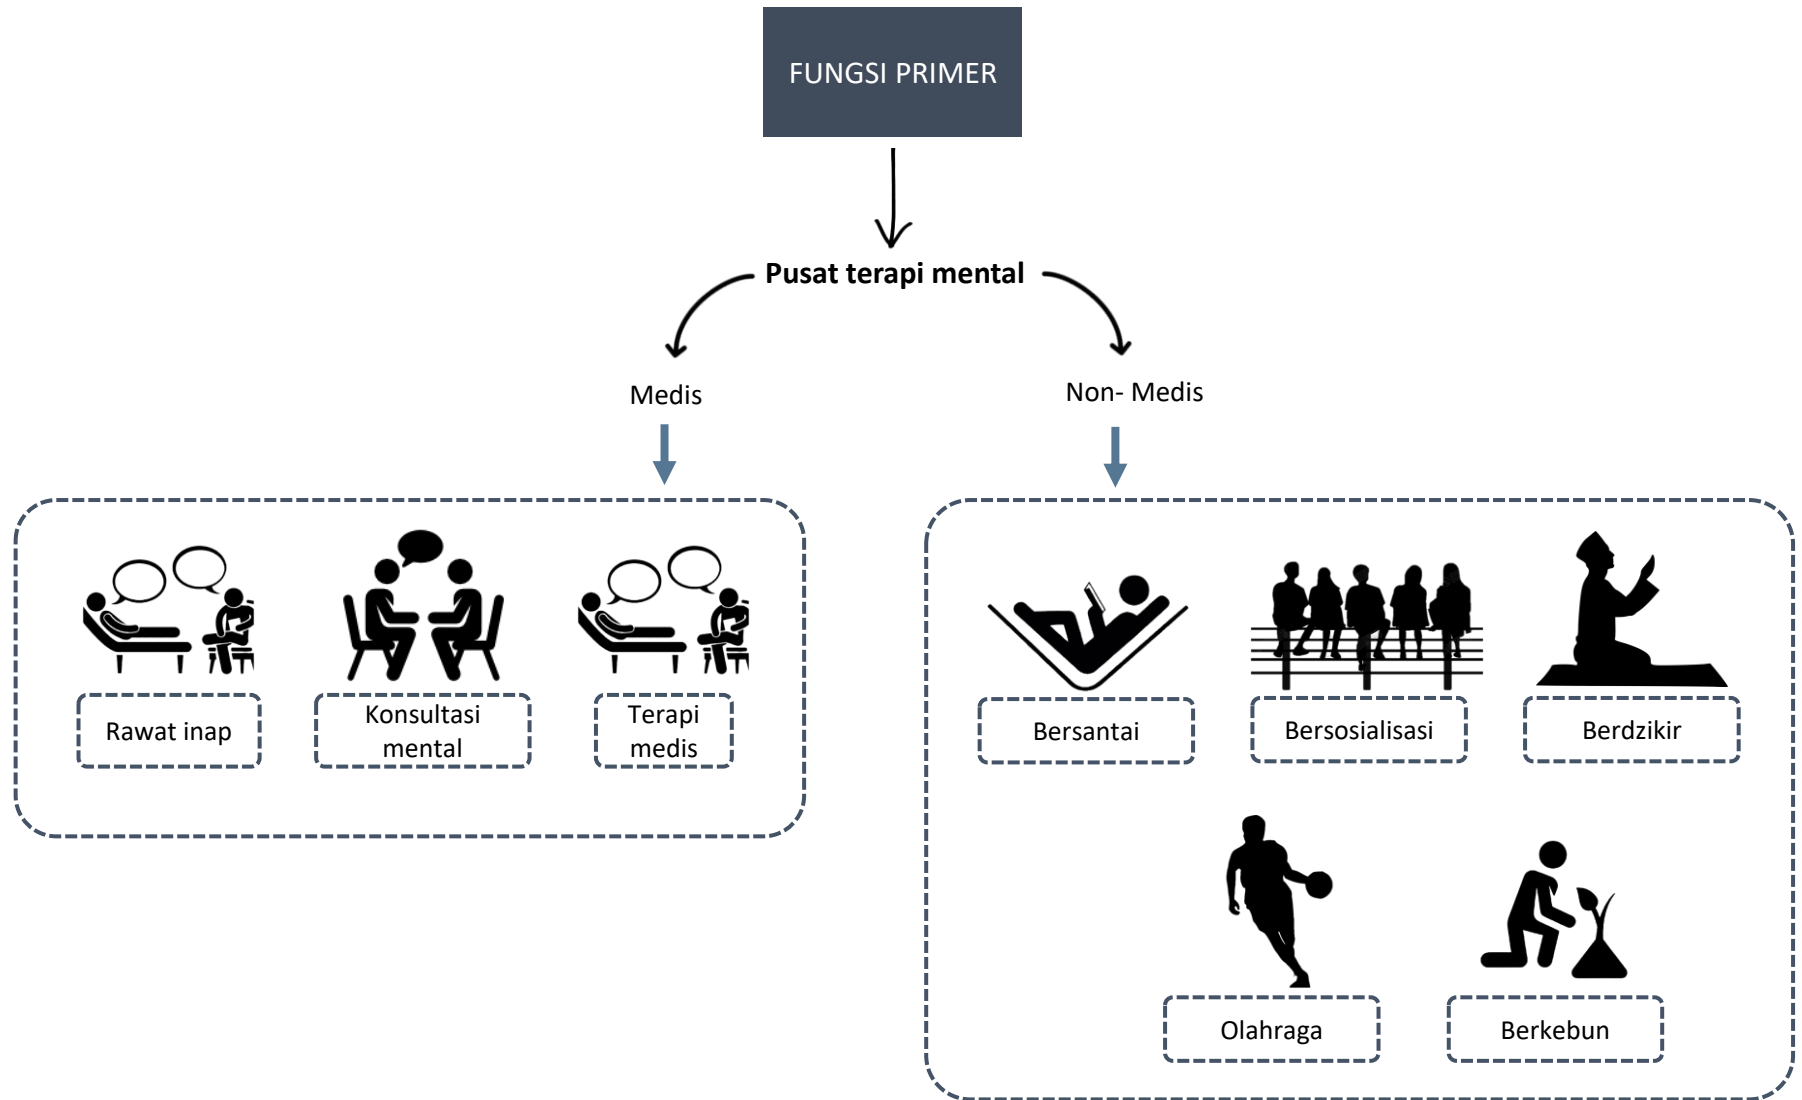 FUNGSI PRIMER
Pusat terapi mental
Medis
Non- Medis
Rawat inap
Konsultasi
mental
Terapi
medis
Bersantai
Bersosialisasi
Berdzikir
Olahraga
Berkebun